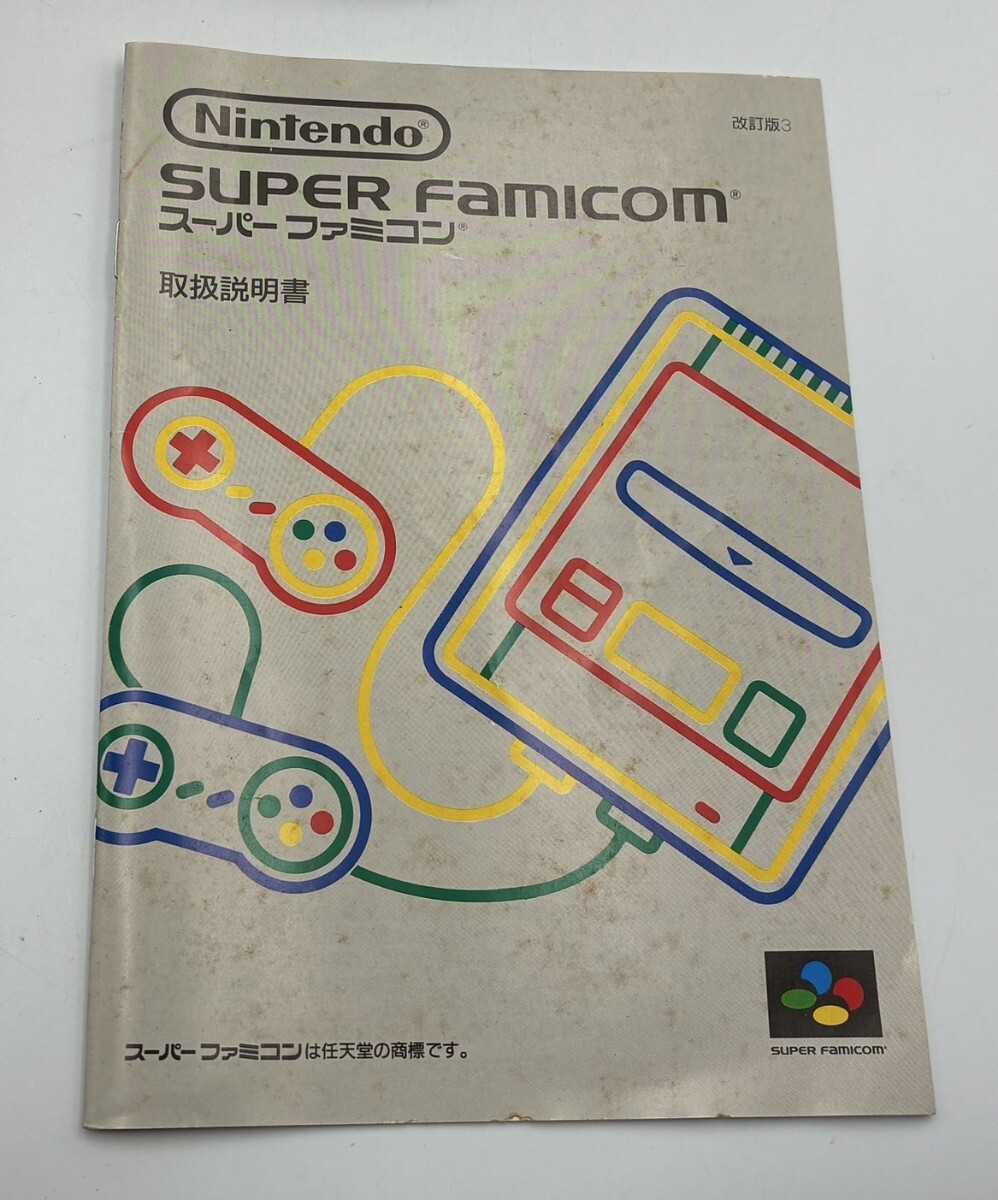 Nintendo®
改訂版3
SUPER FAMICOM®
スーパー ファミコン®
取扱説明書
スーパー ファミコンは任天堂の商標です。
SUPER FAMICOM®